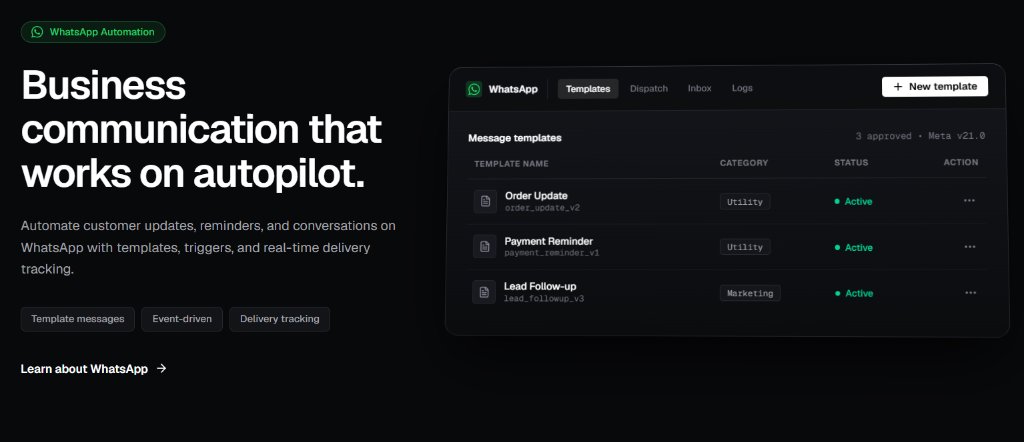 WhatsApp Automation
Business
communication that
works on autopilot.
Automate customer updates, reminders, and conversations on
WhatsApp with templates, triggers, and real-time delivery
tracking.
Template messages
Event-driven
Delivery tracking
Learn about WhatsApp →
WhatsApp
Templates
Dispatch
Inbox
Logs
+ New template
Message templates
3 approved • Meta v21.0
TEMPLATE NAME
CATEGORY
STATUS
ACTION
Order Update
order_update_v2
Utility
Active
Payment Reminder
payment_reminder_v1
Utility
Active
Lead Follow-up
lead_followup_v3
Marketing
Active